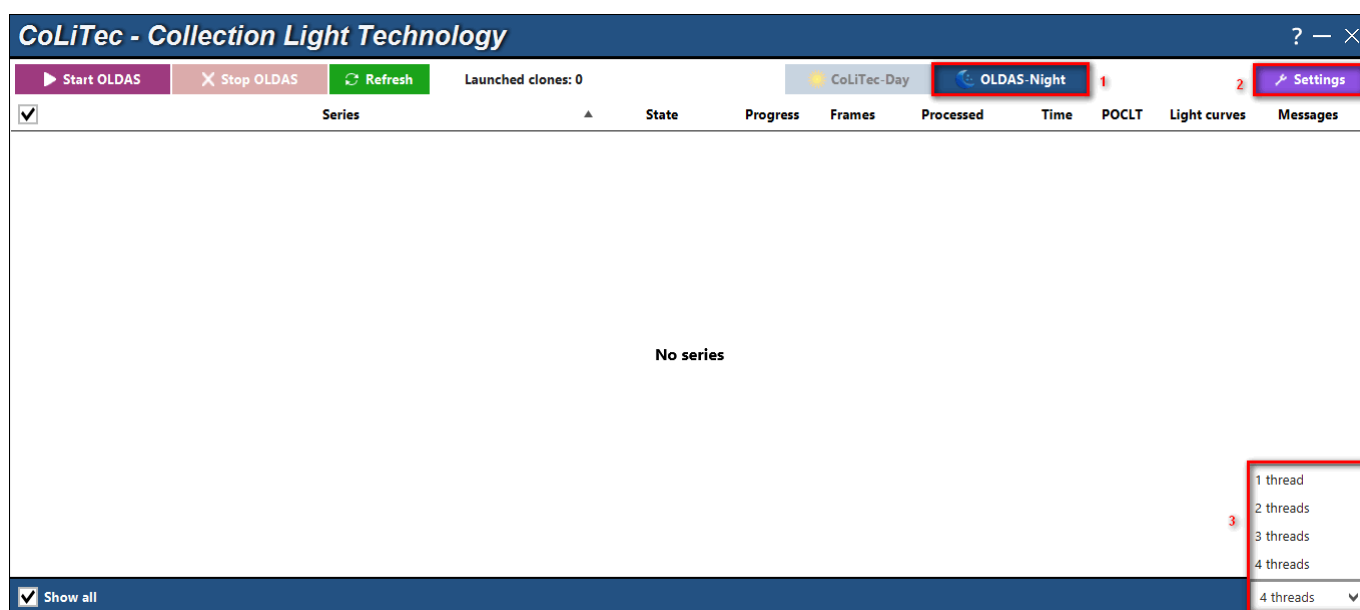 CoLiTec - Collection Light Technology ?
Start OLDAS Stop OLDAS Refresh Launched clones: 0 CoLiTec-Day OLDAS-Night 1 2 Settings
Series State Progress Frames Processed Time POCLT Light curves Messages
No series
1 thread
2 threads
3
3 threads
4 threads
Show all 4 threads